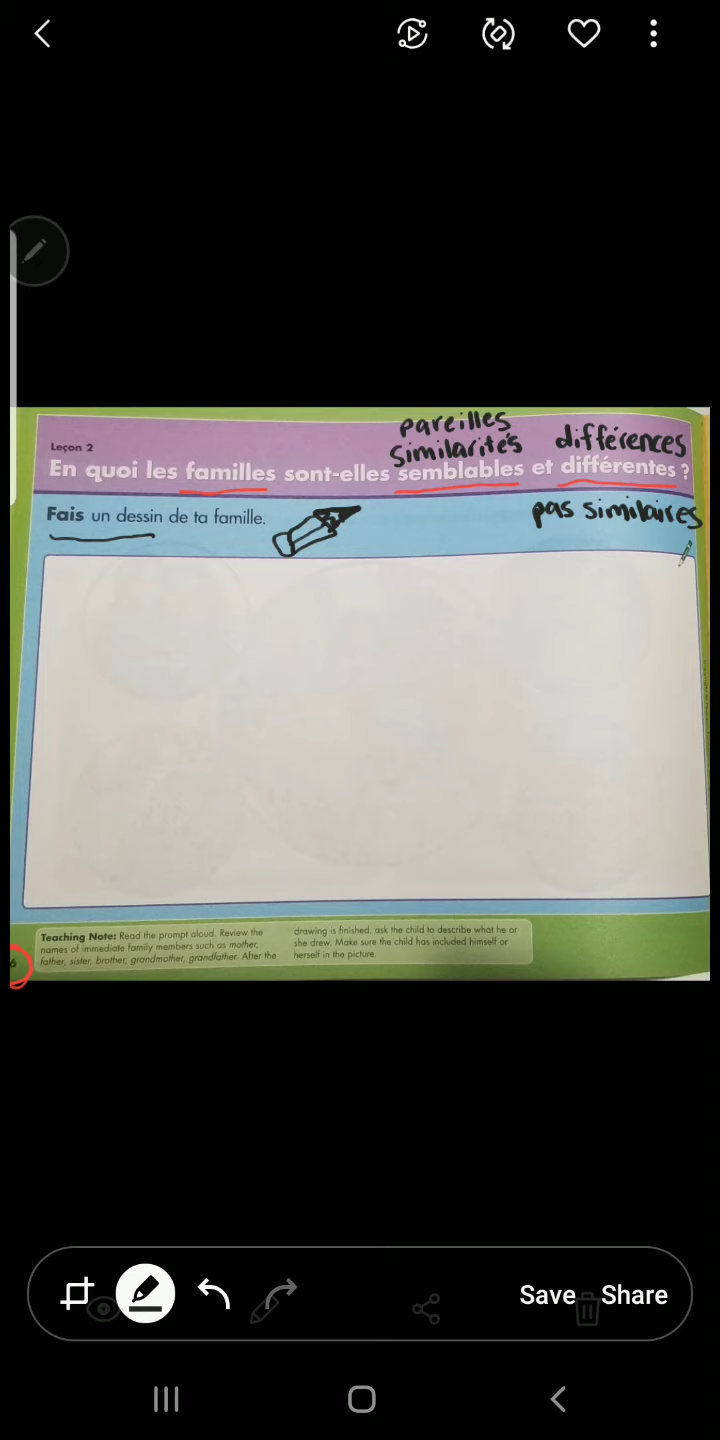 pareilles
similarités différences
Leçon 2
En quoi les familles sont-elles semblables et différentes ?
Fais un dessin de ta famille.
pas similaires
Teaching Note: Read the prompt aloud. Review the
names of immediate family members such as mother,
father, sister, brother, grandmother, grandfather. After the
drawing is finished, ask the child to describe what he or
she drew. Make sure the child has included himself or
herself in the picture.
6
Save Share